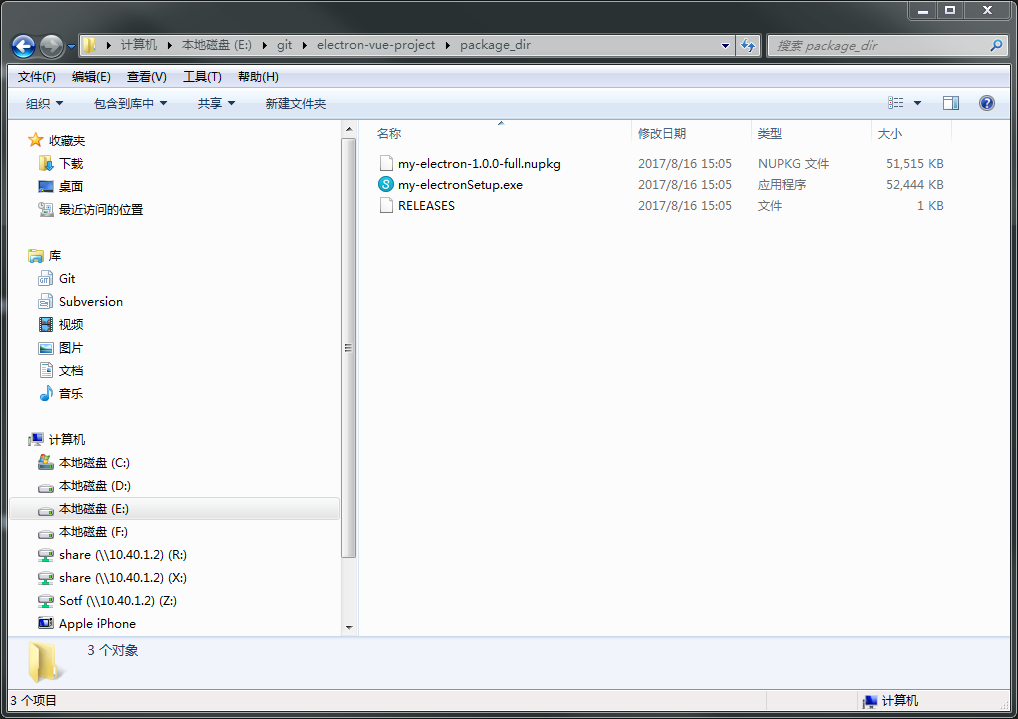 计算机 ▸ 本地磁盘 (E:) ▸ git ▸ electron-vue-project ▸ package_dir
搜索 package_dir
文件(F) 编辑(E) 查看(V) 工具(T) 帮助(H)
组织 包含到库中 共享 新建文件夹
收藏夹
下载
桌面
最近访问的位置
库
Git
Subversion
视频
图片
文档
音乐
计算机
本地磁盘 (C:)
本地磁盘 (D:)
本地磁盘 (E:)
本地磁盘 (F:)
share (\\10.40.1.2) (R:)
share (\\10.40.1.2) (X:)
Sotf (\\10.40.1.2) (Z:)
Apple iPhone
名称 修改日期 类型 大小
my-electron-1.0.0-full.nupkg 2017/8/16 15:05 NUPKG 文件 51,515 KB
my-electronSetup.exe 2017/8/16 15:05 应用程序 52,444 KB
RELEASES 2017/8/16 15:05 文件 1 KB
3 个对象
3 个项目
计算机